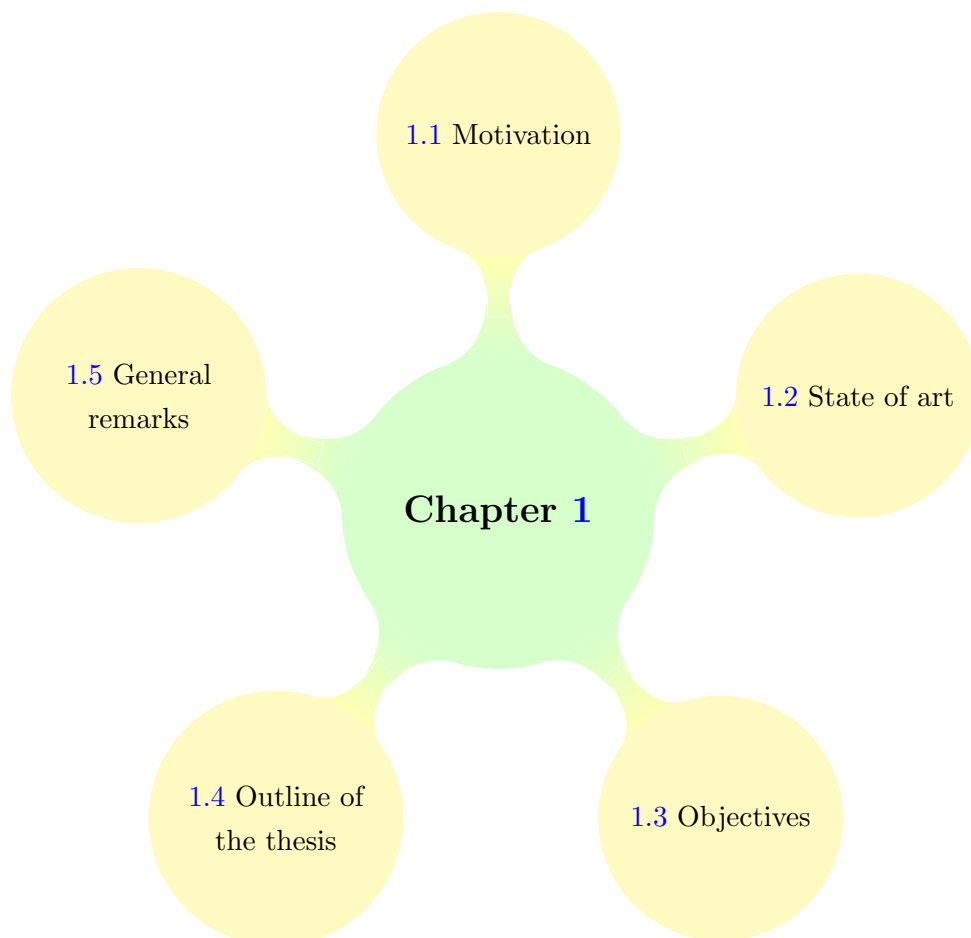 1.1 Motivation
1.2 State of art
1.5 General
remarks
Chapter 1
1.4 Outline of
the thesis
1.3 Objectives